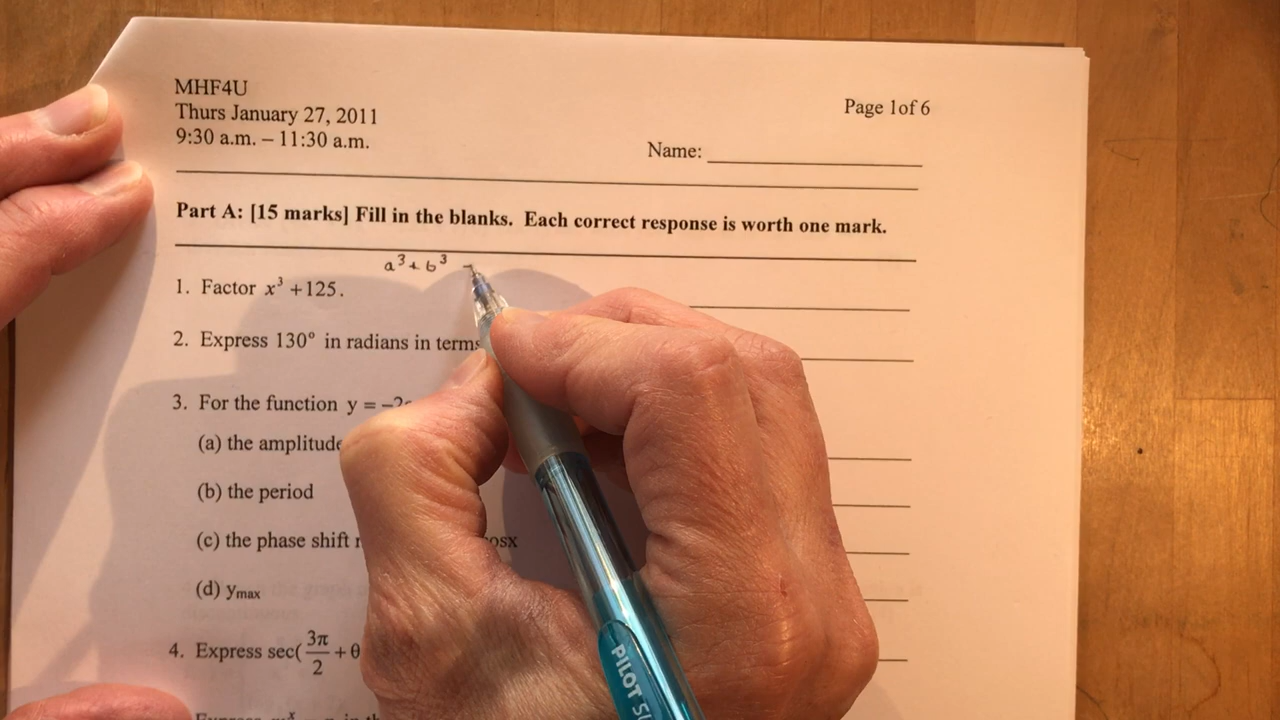 MHF4U
Thurs January 27, 2011
9:30 a.m. – 11:30 a.m.
Page 1of 6
Name:
Part A: [15 marks] Fill in the blanks. Each correct response is worth one mark.
a³ + b³
1. Factor x³ +125.
2. Express 130° in radians in terms
3. For the function y = –2
(a) the amplitude
(b) the period
(c) the phase shift osx
(d) ymax
4. Express sec(3π/2 + θ
PILOT